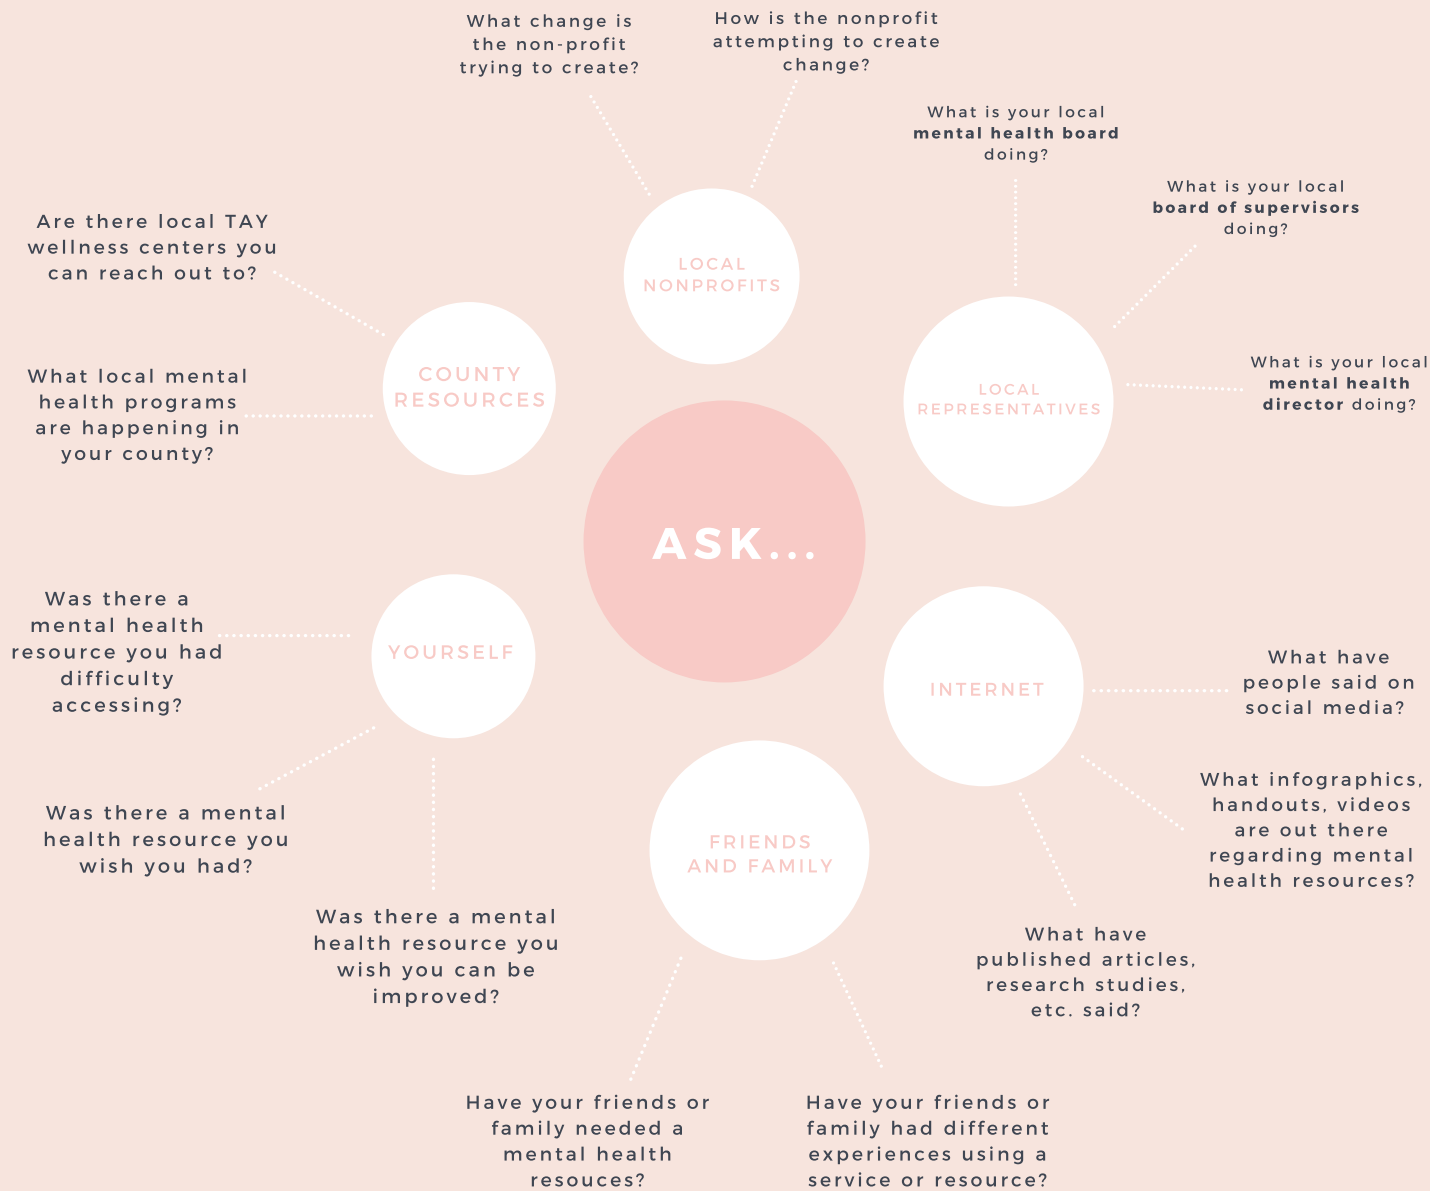 What change is
the non-profit
trying to create?
How is the nonprofit
attempting to create
change?
What is your local
mental health board
doing?
What is your local
board of supervisors
doing?
What is your local
mental health
director doing?
Are there local TAY
wellness centers you
can reach out to?
What local mental
health programs
are happening in
your county?
LOCAL
NONPROFITS
COUNTY
RESOURCES
LOCAL
REPRESENTATIVES
ASK...
YOURSELF
INTERNET
FRIENDS
AND FAMILY
Was there a
mental health
resource you had
difficulty
accessing?
Was there a mental
health resource you
wish you had?
Was there a mental
health resource you
wish you can be
improved?
What have
people said on
social media?
What infographics,
handouts, videos
are out there
regarding mental
health resources?
What have
published articles,
research studies,
etc. said?
Have your friends or
family needed a
mental health
resouces?
Have your friends or
family had different
experiences using a
service or resource?